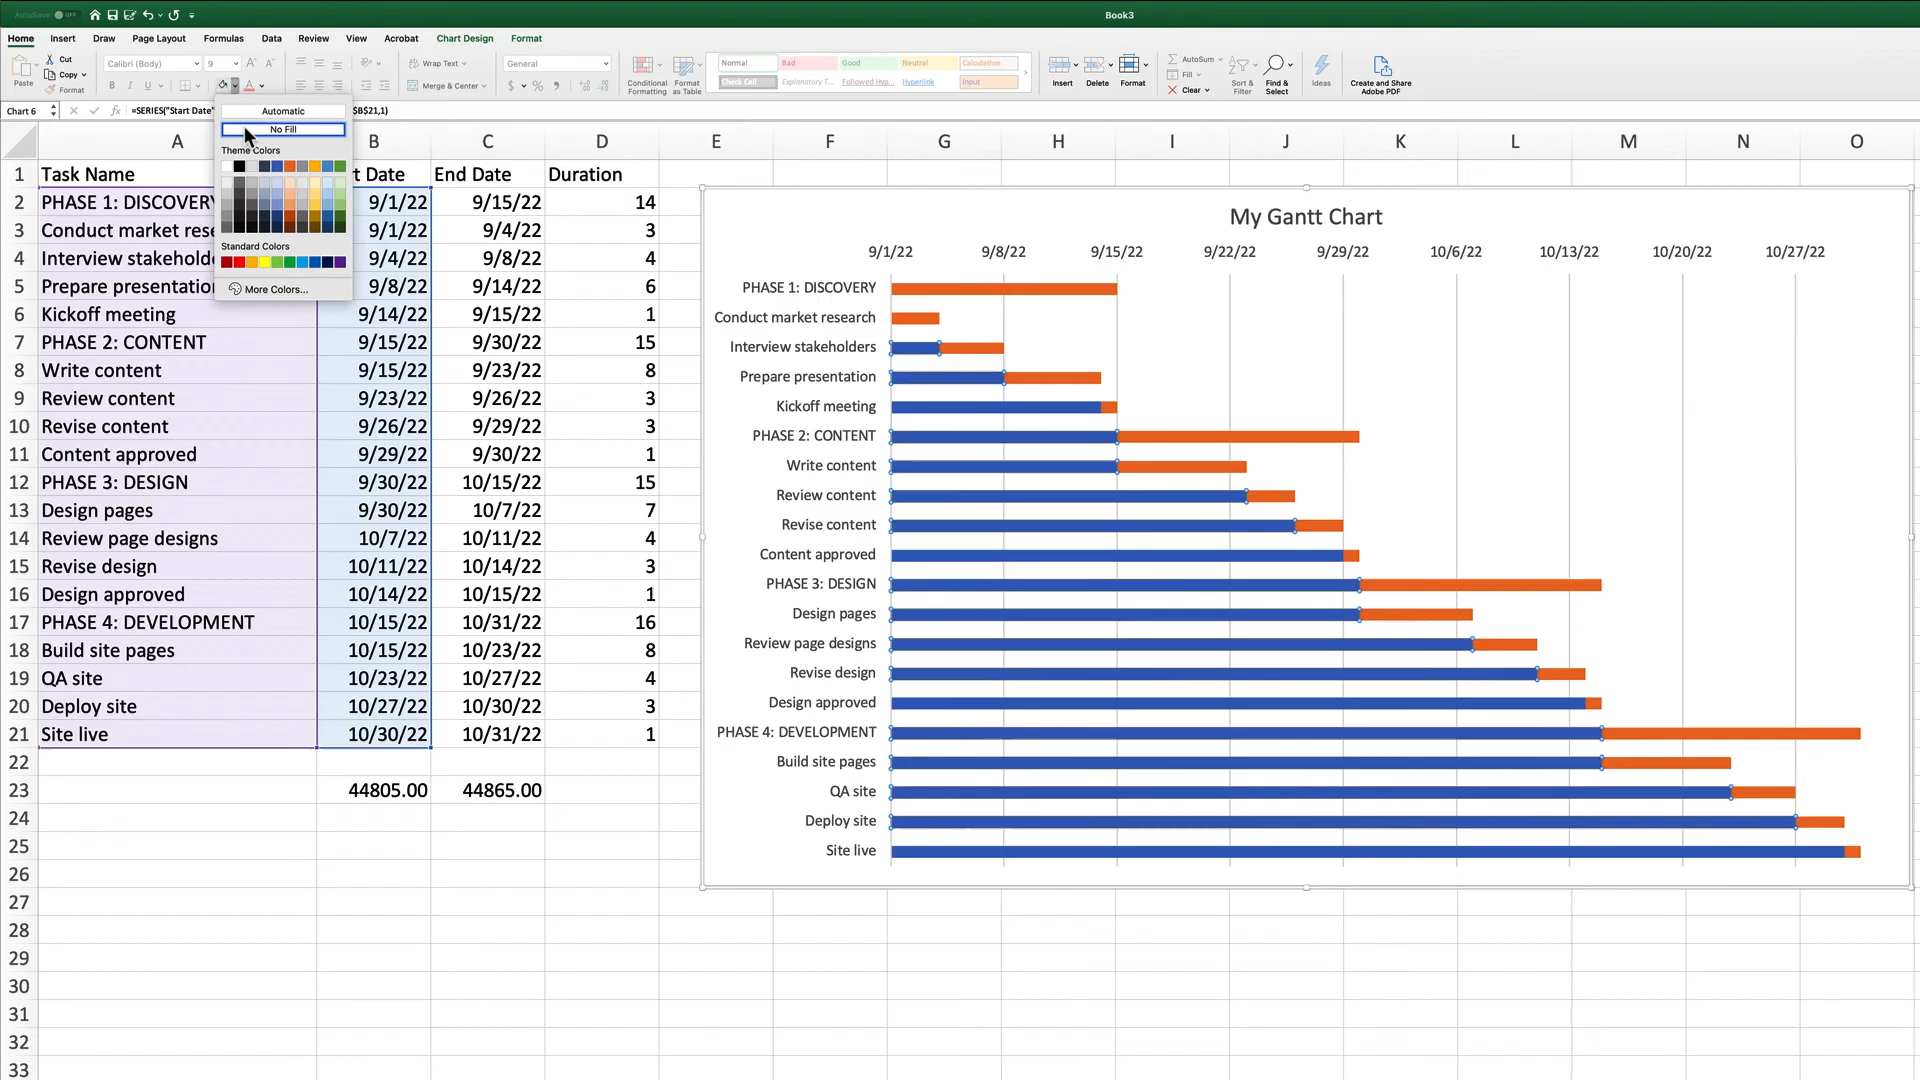 AutoSave OFF Book3
Home Insert Draw Page Layout Formulas Data Review View Acrobat Chart Design Format
Paste Cut Copy Format
Calibri (Body) 9
Wrap Text
Merge & Center
General
Conditional Formatting
Format as Table
Normal Bad Good Neutral Calculation
Check Cell Explanatory T... Followed Hyp... Hyperlink Input
Insert Delete Format
AutoSum
Fill
Clear
Sort & Filter
Find & Select
Ideas
Create and Share Adobe PDF
Chart 6 fx =SERIES("Start Date" $B$21,1)
Automatic
No Fill
Theme Colors
Standard Colors
More Colors...
A B C D E F G H I J K L M N O
1 Task Name t Date End Date Duration
2 PHASE 1: DISCOVERY 9/1/22 9/15/22 14
3 Conduct market rese 9/1/22 9/4/22 3
4 Interview stakeholde 9/4/22 9/8/22 4
5 Prepare presentation 9/8/22 9/14/22 6
6 Kickoff meeting 9/14/22 9/15/22 1
7 PHASE 2: CONTENT 9/15/22 9/30/22 15
8 Write content 9/15/22 9/23/22 8
9 Review content 9/23/22 9/26/22 3
10 Revise content 9/26/22 9/29/22 3
11 Content approved 9/29/22 9/30/22 1
12 PHASE 3: DESIGN 9/30/22 10/15/22 15
13 Design pages 9/30/22 10/7/22 7
14 Review page designs 10/7/22 10/11/22 4
15 Revise design 10/11/22 10/14/22 3
16 Design approved 10/14/22 10/15/22 1
17 PHASE 4: DEVELOPMENT 10/15/22 10/31/22 16
18 Build site pages 10/15/22 10/23/22 8
19 QA site 10/23/22 10/27/22 4
20 Deploy site 10/27/22 10/30/22 3
21 Site live 10/30/22 10/31/22 1
22
23 44805.00 44865.00
24
25
26
27
28
29
30
31
32
33
My Gantt Chart
9/1/22 9/8/22 9/15/22 9/22/22 9/29/22 10/6/22 10/13/22 10/20/22 10/27/22
PHASE 1: DISCOVERY
Conduct market research
Interview stakeholders
Prepare presentation
Kickoff meeting
PHASE 2: CONTENT
Write content
Review content
Revise content
Content approved
PHASE 3: DESIGN
Design pages
Review page designs
Revise design
Design approved
PHASE 4: DEVELOPMENT
Build site pages
QA site
Deploy site
Site live